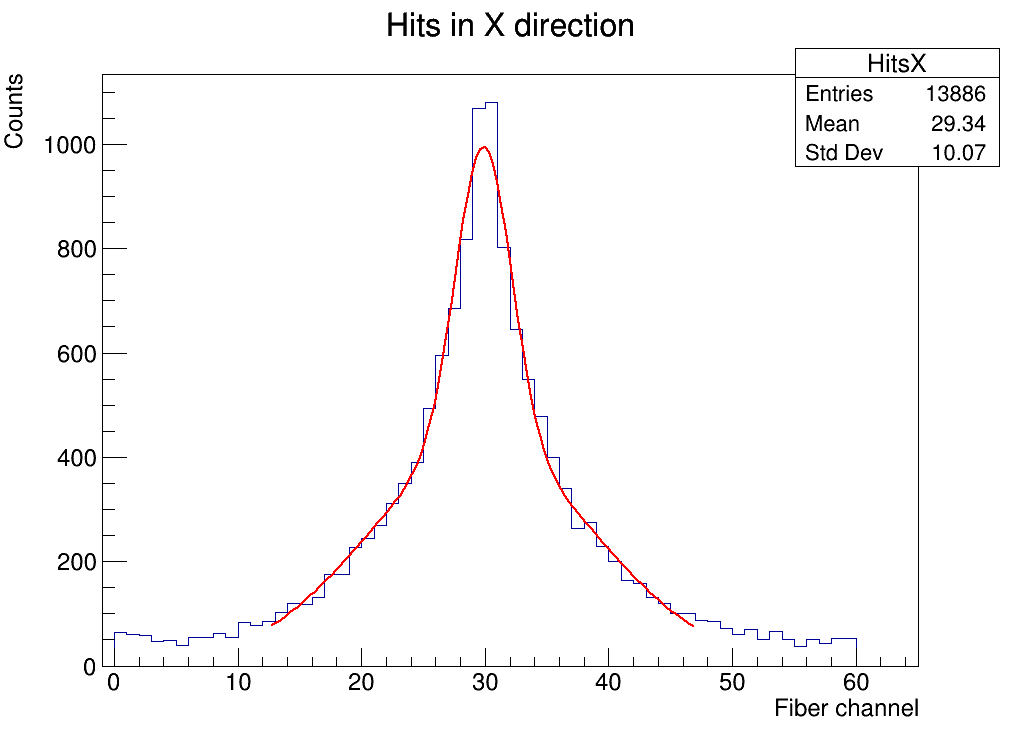 Hits in X direction
HitsX
Entries 13886
Mean 29.34
Std Dev 10.07
Counts
1000
800
600
400
200
0
0 10 20 30 40 50 60
Fiber channel